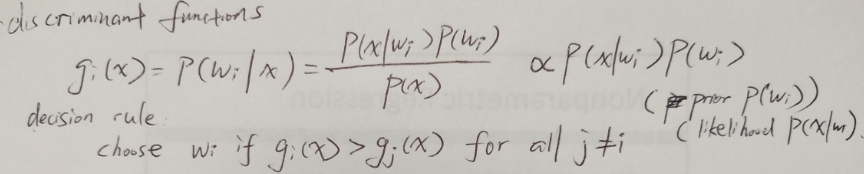 discriminant functions
gᵢ(x) = P(wᵢ|x) = P(x|wᵢ)P(wᵢ) / P(x) ∝ P(x|wᵢ)P(wᵢ)
(prior P(wᵢ))
decision rule:
(likelihood P(x|w)
choose wᵢ if gᵢ(x) > gⱼ(x) for all j ≠ i